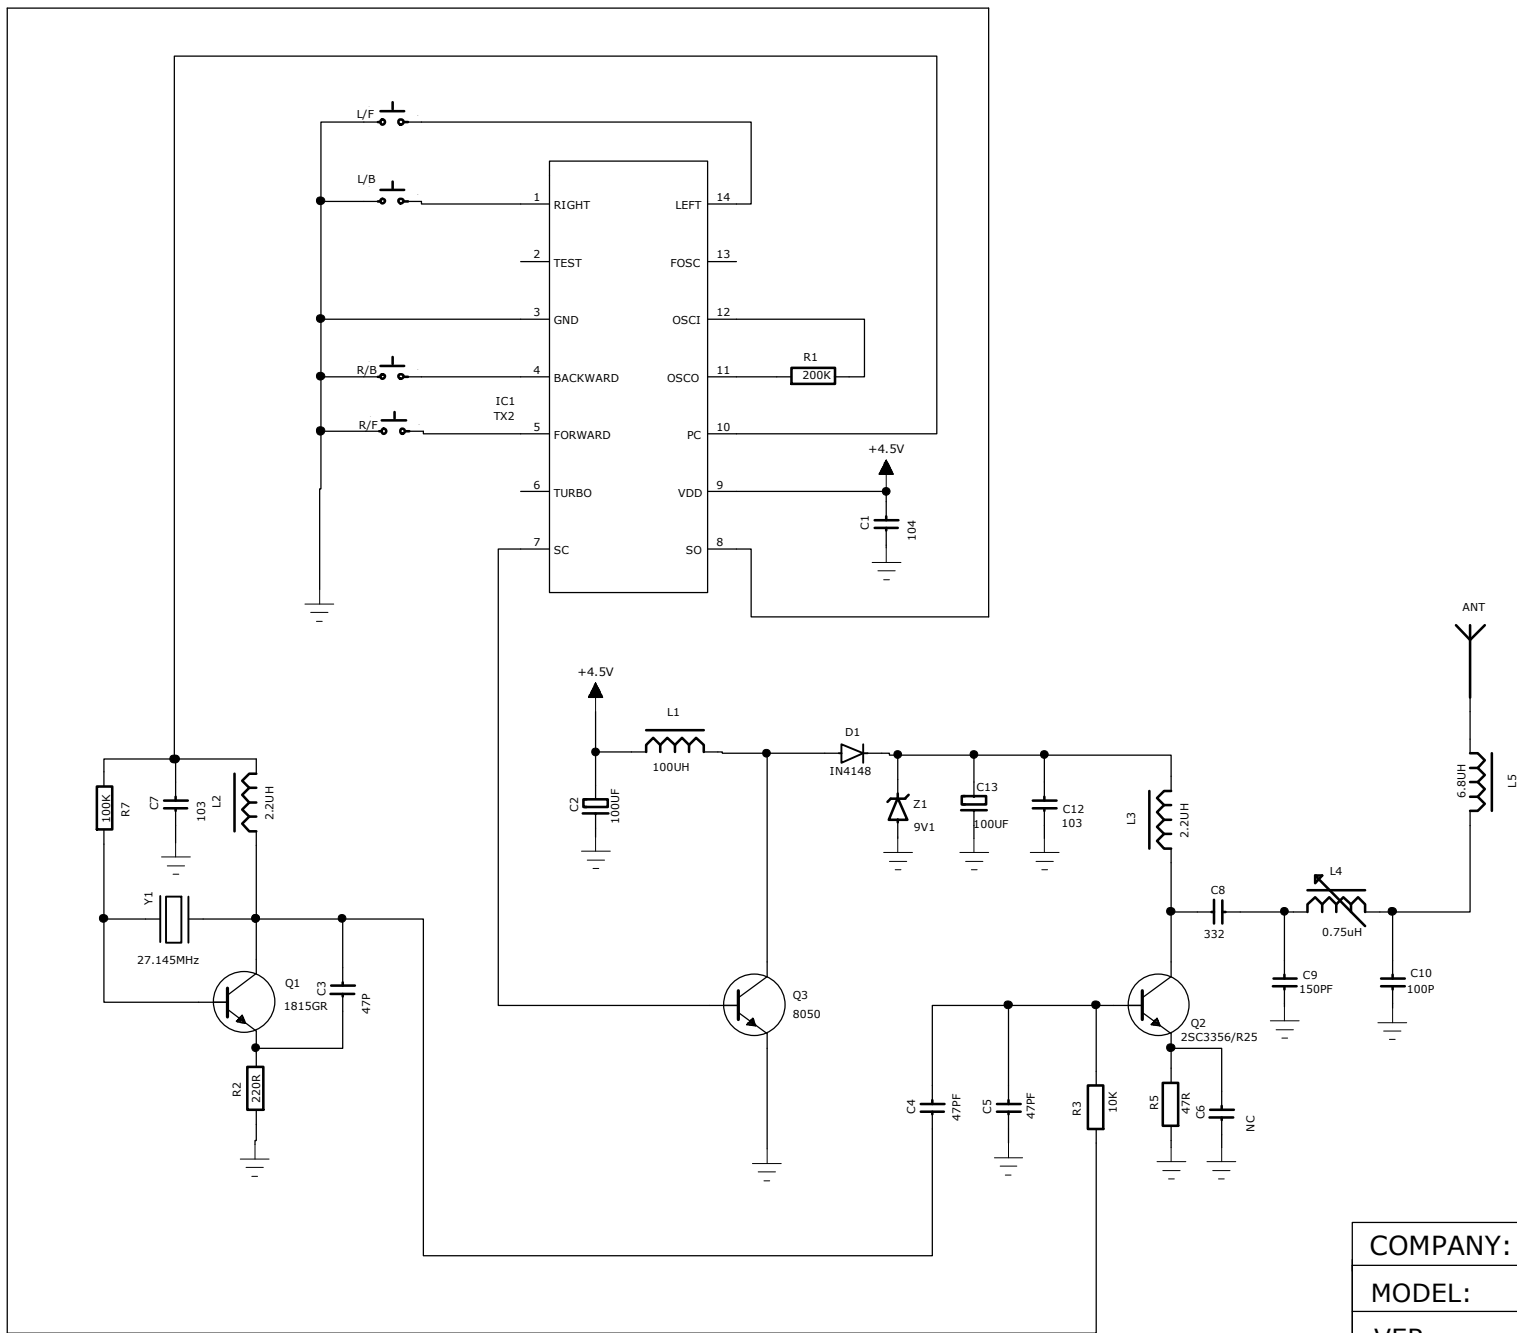 L/F
L/B
1 RIGHT LEFT 14
2 TEST FOSC 13
3 GND OSCI 12
R1
200K
R/B
4 BACKWARD OSCO 11
IC1
TX2
R/F
5 FORWARD PC 10
+4.5V
6 TURBO VDD 9
C1
104
7 SC SO 8
ANT
+4.5V
L1
100UH
D1
IN4148
C2
100UF
Z1
9V1
C13
100UF
C12
103
L3
2.2UH
6.8UH
L5
100K
R7
C7
103
L2
2.2UH
Y1
27.145MHz
Q1
1815GR
C3
47P
R2
220R
Q3
8050
C8
332
L4
0.75uH
C9
150PF
C10
100P
Q2
2SC3356/R25
C4
47PF
C5
47PF
R3
10K
R5
47R
C6
NC
COMPANY:
MODEL: